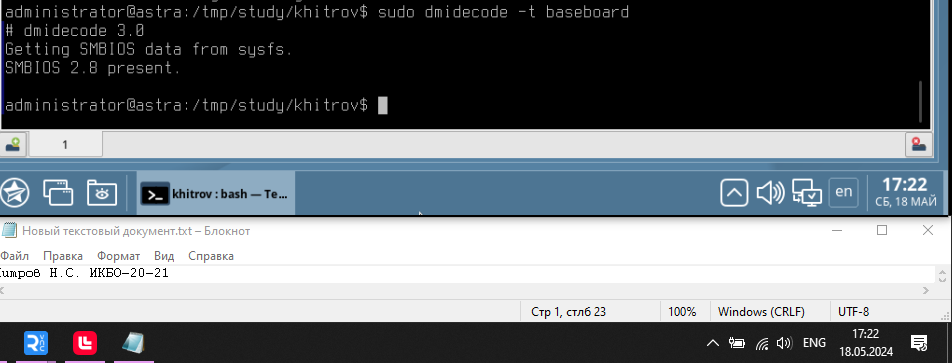 administrator@astra:/tmp/study/khitrov$ sudo dmidecode -t baseboard
# dmidecode 3.0
Getting SMBIOS data from sysfs.
SMBIOS 2.8 present.
administrator@astra:/tmp/study/khitrov$
1
khitrov : bash — Te...
en
17:22
СБ, 18 МАЙ
Новый текстовый документ.txt – Блокнот
Файл Правка Формат Вид Справка
Н.С. ИКБО-20-21
Стр 1, стлб 23
100%
Windows (CRLF)
UTF-8
ENG
17:22
18.05.2024